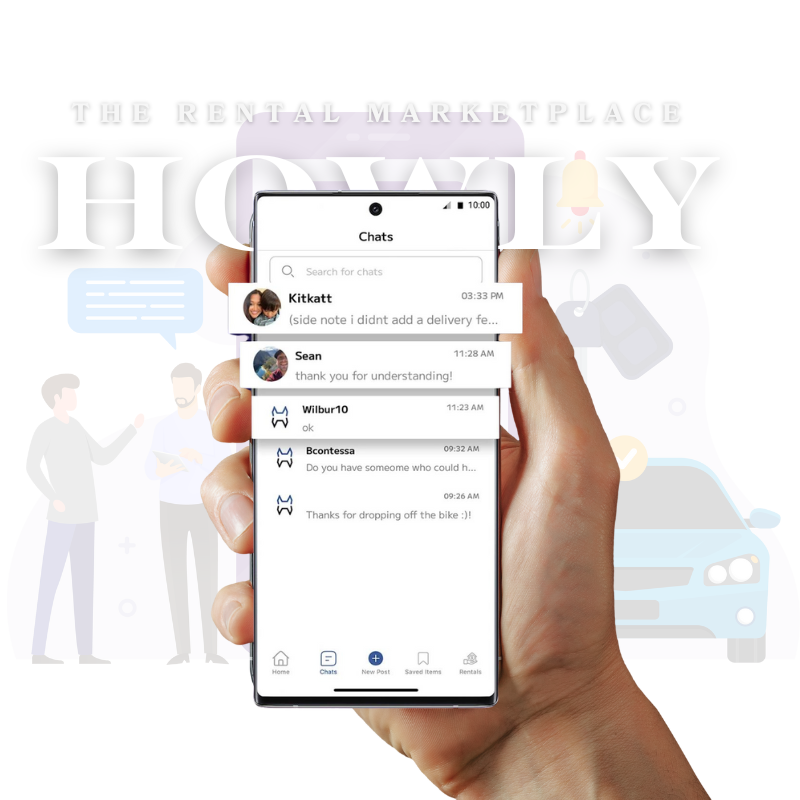 THE RENTAL MARKETPLACE
HOWLY
10:00
Chats
Search for chats
Kitkatt
03:33 PM
(side note i didnt add a delivery fe...
Sean
11:28 AM
thank you for understanding!
Wilbur10
11:23 AM
ok
Bcontessa
09:32 AM
Do you have someome who could h...
09:26 AM
Thanks for dropping off the bike :)!
Home
Chats
New Post
Saved Items
Rentals